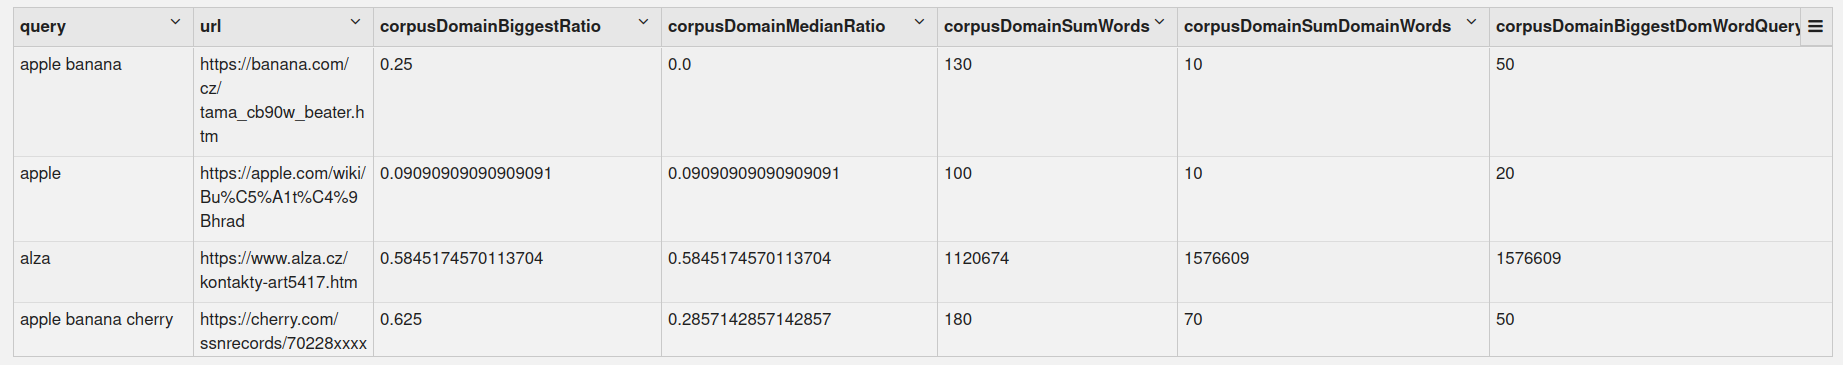 query url corpusDomainBiggestRatio corpusDomainMedianRatio corpusDomainSumWords corpusDomainSumDomainWords corpusDomainBiggestDomWordQuery
apple banana https://banana.com/ 0.25 0.0 130 10 50
cz/
tama_cb90w_beater.h
tm
apple https://apple.com/wiki/ 0.09090909090909091 0.09090909090909091 100 10 20
Bu%C5%A1t%C4%9
Bhrad
alza https://www.alza.cz/ 0.5845174570113704 0.5845174570113704 1120674 1576609 1576609
kontakty-art5417.htm
apple banana cherry https://cherry.com/ 0.625 0.2857142857142857 180 70 50
ssnrecords/70228xxxx